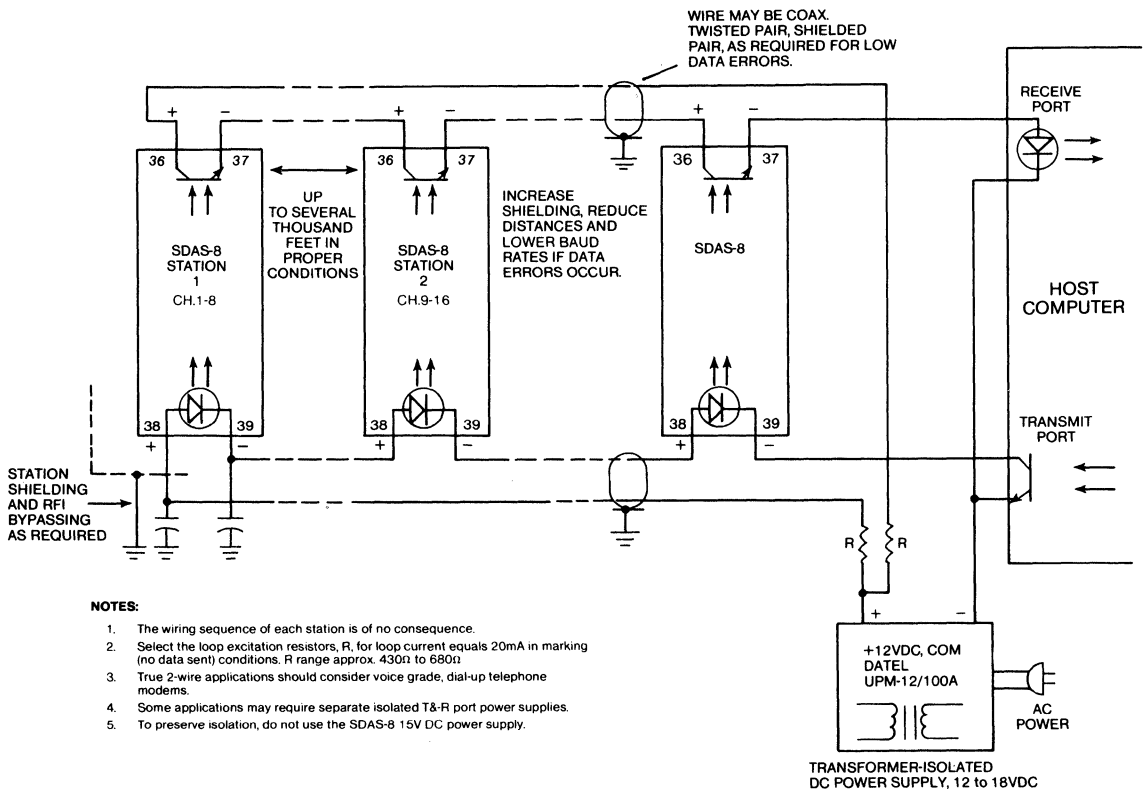 WIRE MAY BE COAX.
TWISTED PAIR, SHIELDED
PAIR, AS REQUIRED FOR LOW
DATA ERRORS.
RECEIVE
PORT
+ − + − + −
36 37 36 37 36 37
UP
TO SEVERAL
THOUSAND
FEET IN
PROPER
CONDITIONS
INCREASE
SHIELDING, REDUCE
DISTANCES AND
LOWER BAUD
RATES IF DATA
ERRORS OCCUR.
SDAS-8
STATION
1
CH.1-8
SDAS-8
STATION
2
CH.9-16
SDAS-8
HOST
COMPUTER
38 39 38 39 38 39
+ − + − + −
TRANSMIT
PORT
STATION
SHIELDING
AND RFI
BYPASSING
AS REQUIRED
R R
+ −
+12VDC, COM
DATEL
UPM-12/100A
AC
POWER
TRANSFORMER-ISOLATED
DC POWER SUPPLY, 12 to 18VDC
NOTES:
1. The wiring sequence of each station is of no consequence.
2. Select the loop excitation resistors, R, for loop current equals 20mA in marking
(no data sent) conditions. R range approx. 430Ω to 680Ω
3. True 2-wire applications should consider voice grade, dial-up telephone
modems.
4. Some applications may require separate isolated T&R port power supplies.
5. To preserve isolation, do not use the SDAS-8 15V DC power supply.